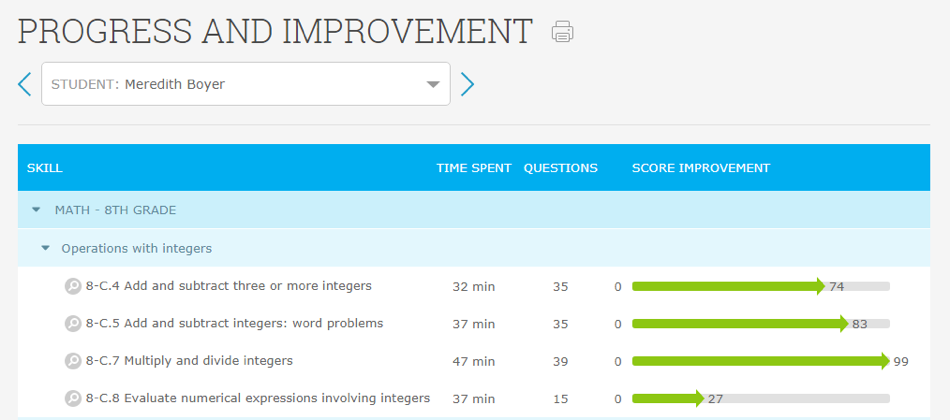 PROGRESS AND IMPROVEMENT
STUDENT: Meredith Boyer
SKILL TIME SPENT QUESTIONS SCORE IMPROVEMENT
MATH - 8TH GRADE
Operations with integers
8-C.4 Add and subtract three or more integers 32 min 35 0 74
8-C.5 Add and subtract integers: word problems 37 min 35 0 83
8-C.7 Multiply and divide integers 47 min 39 0 99
8-C.8 Evaluate numerical expressions involving integers 37 min 15 0 27